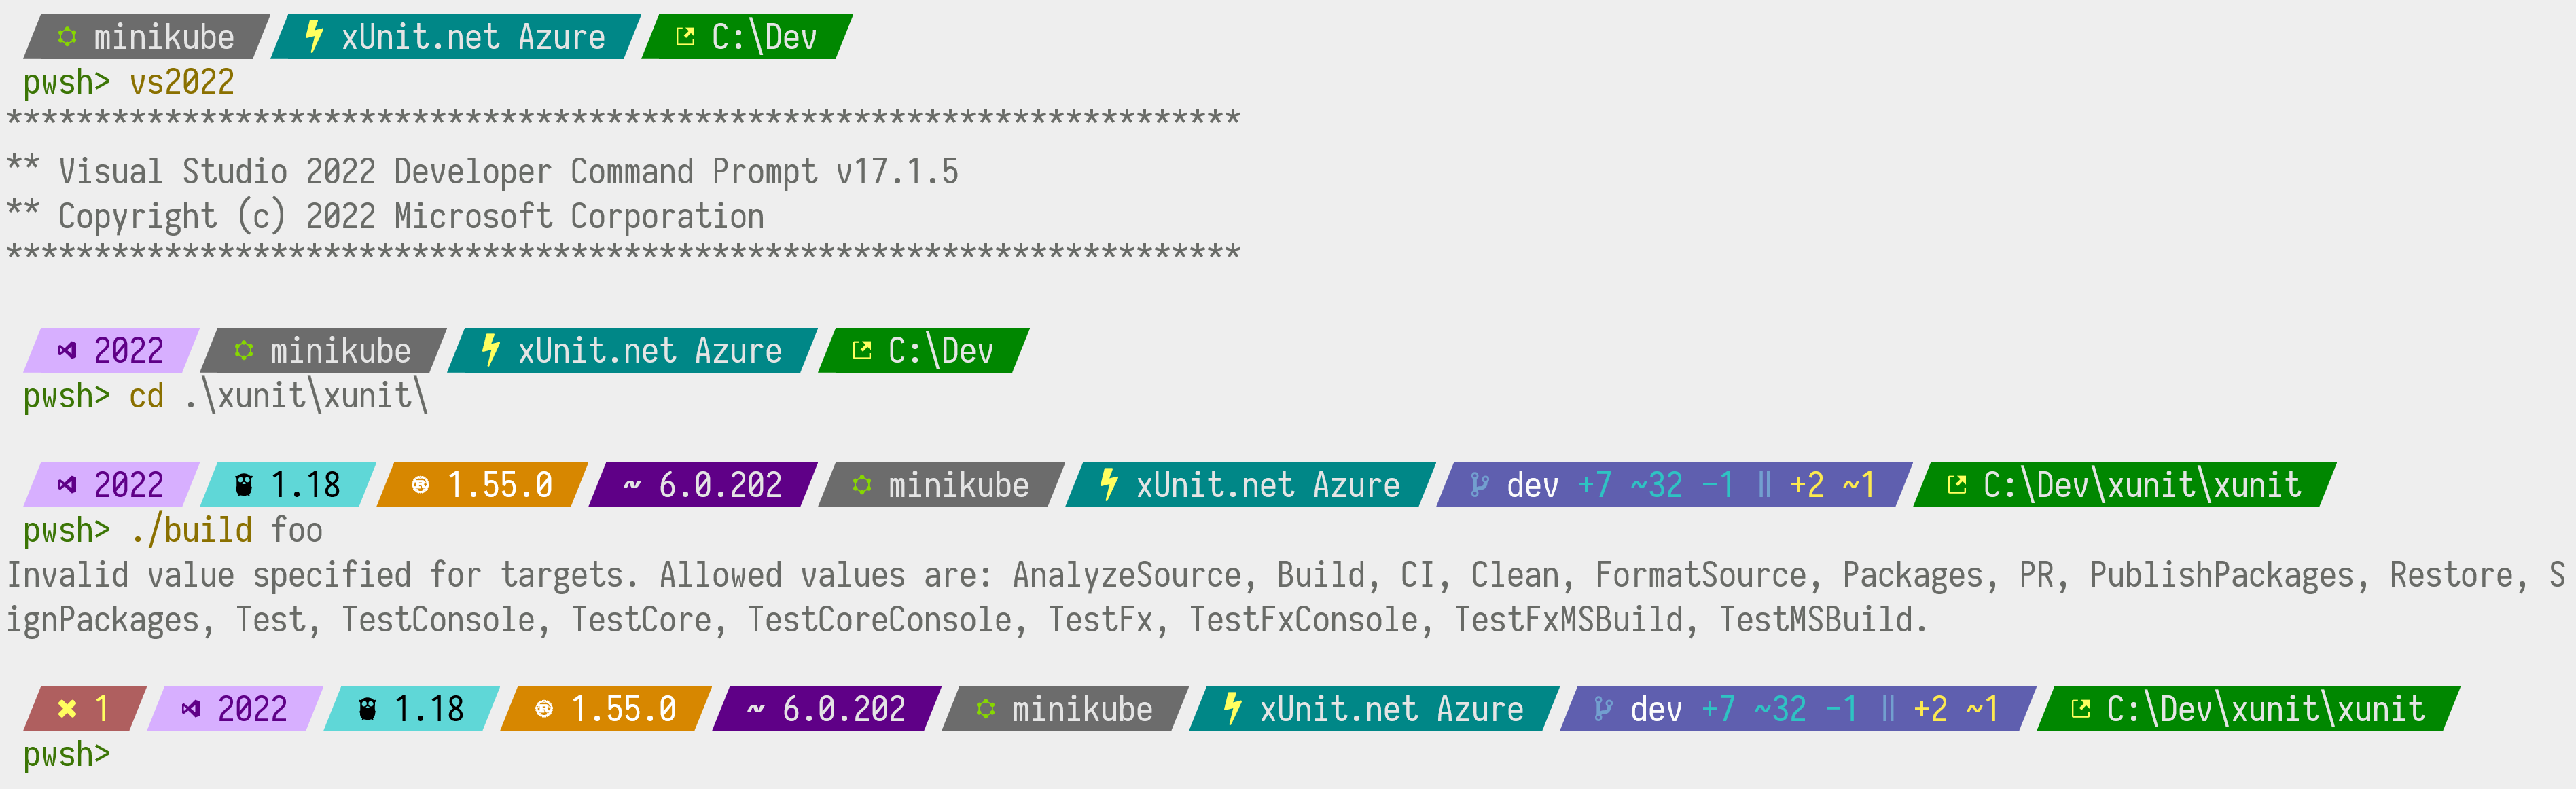 minikube xUnit.net Azure C:\Dev
pwsh> vs2022
**********************************************************************
** Visual Studio 2022 Developer Command Prompt v17.1.5
** Copyright (c) 2022 Microsoft Corporation
**********************************************************************
2022 minikube xUnit.net Azure C:\Dev
pwsh> cd .\xunit\xunit\
2022 1.18 1.55.0 6.0.202 minikube xUnit.net Azure dev +7 ~32 -1 || +2 ~1 C:\Dev\xunit\xunit
pwsh> ./build foo
Invalid value specified for targets. Allowed values are: AnalyzeSource, Build, CI, Clean, FormatSource, Packages, PR, PublishPackages, Restore, S
ignPackages, Test, TestConsole, TestCore, TestCoreConsole, TestFx, TestFxConsole, TestFxMSBuild, TestMSBuild.
1 2022 1.18 1.55.0 6.0.202 minikube xUnit.net Azure dev +7 ~32 -1 || +2 ~1 C:\Dev\xunit\xunit
pwsh>